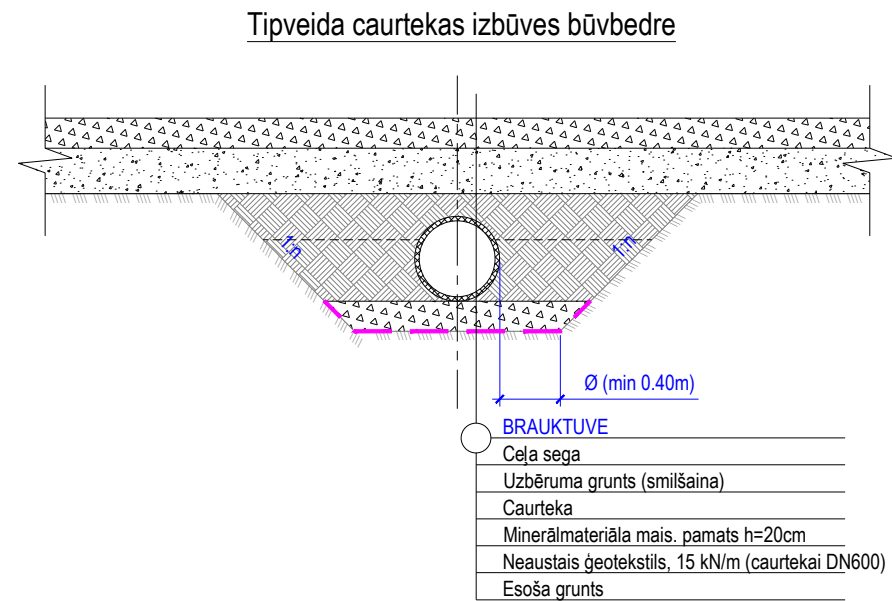 Tipveida caurtekas izbūves būvbedre
1:n
1:n
Ø (min 0.40m)
BRAUKTUVE
Ceļa sega
Uzbēruma grunts (smilšaina)
Caurteka
Minerālmateriāla mais. pamats h=20cm
Neaustais ģeotekstils, 15 kN/m (caurtekai DN600)
Esoša grunts